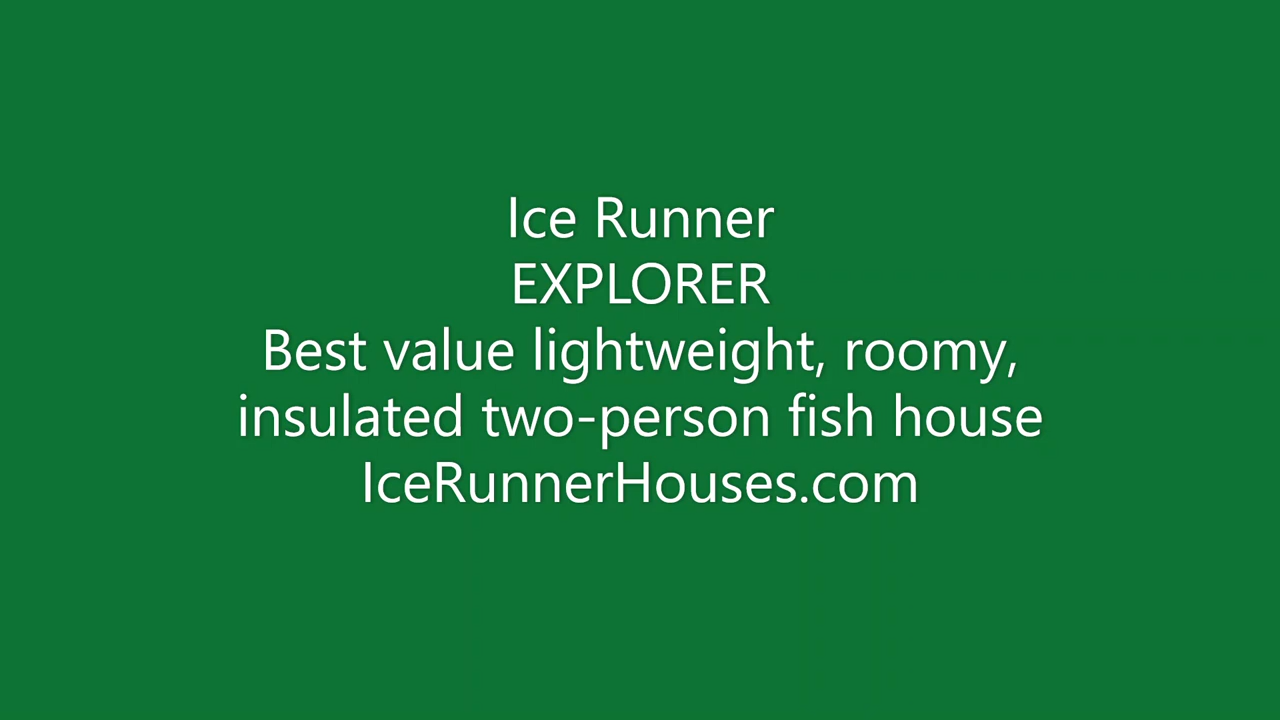 Ice Runner
EXPLORER
Best value lightweight, roomy,
insulated two-person fish house
IceRunnerHouses.com